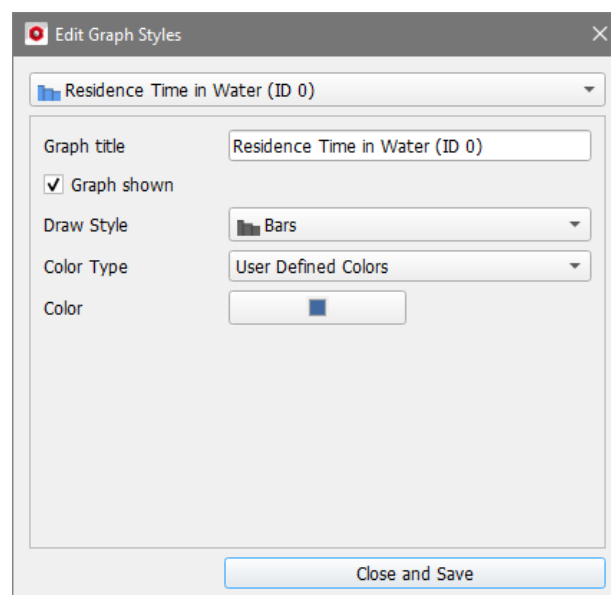 Edit Graph Styles
Residence Time in Water (ID 0)
Graph title Residence Time in Water (ID 0)
Graph shown
Draw Style Bars
Color Type User Defined Colors
Color
Close and Save